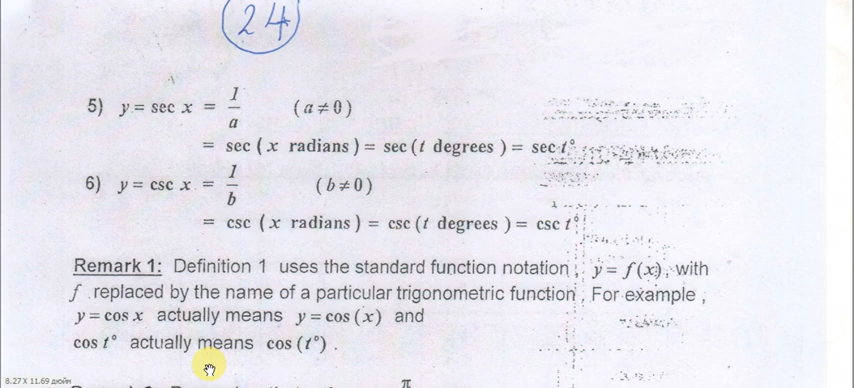 24
5) y = sec x = 1/a (a ≠ 0)
= sec ( x radians ) = sec ( t degrees ) = sec t°
6) y = csc x = 1/b (b ≠ 0)
= csc ( x radians ) = csc ( t degrees ) = csc t°
Remark 1: Definition 1 uses the standard function notation, y = f(x), with
f replaced by the name of a particular trigonometric function. For example,
y = cos x actually means y = cos (x) and
cos t° actually means cos (t°).
8.27 X 11.69 дюйм
π